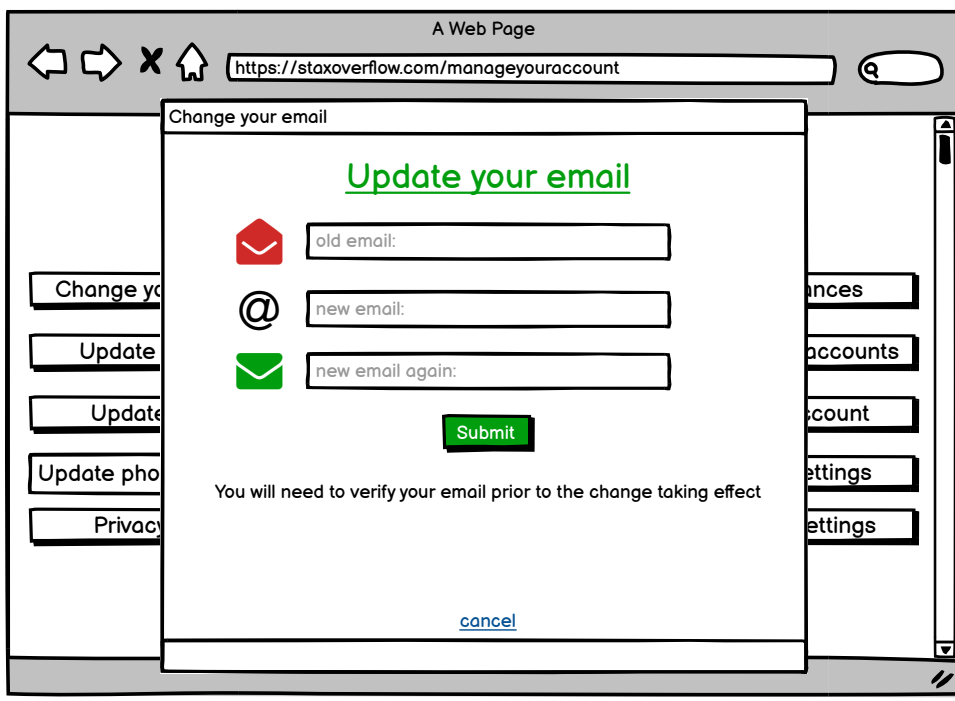 A Web Page
https://staxoverflow.com/manageyouraccount
Change your email
Update your email
old email:
@
new email:
new email again:
Submit
You will need to verify your email prior to the change taking effect
cancel
Change yo
Update
Update
Update pho
Privacy
ances
accounts
count
ettings
ettings